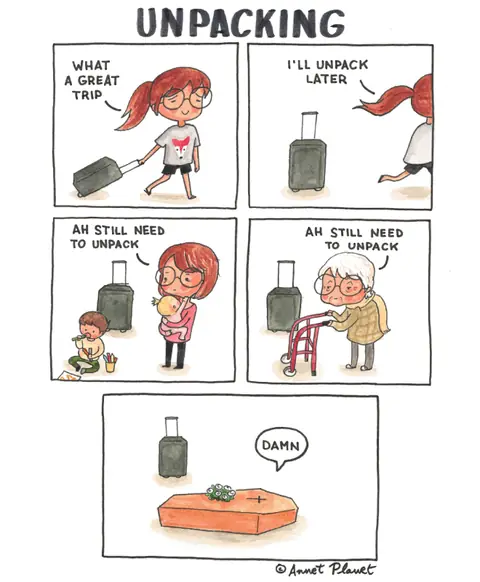 UNPACKING
WHAT
A GREAT
TRIP
I'LL UNPACK
LATER
AH STILL NEED
TO UNPACK
AH STILL NEED
TO UNPACK
DAMN
© Annet Planet